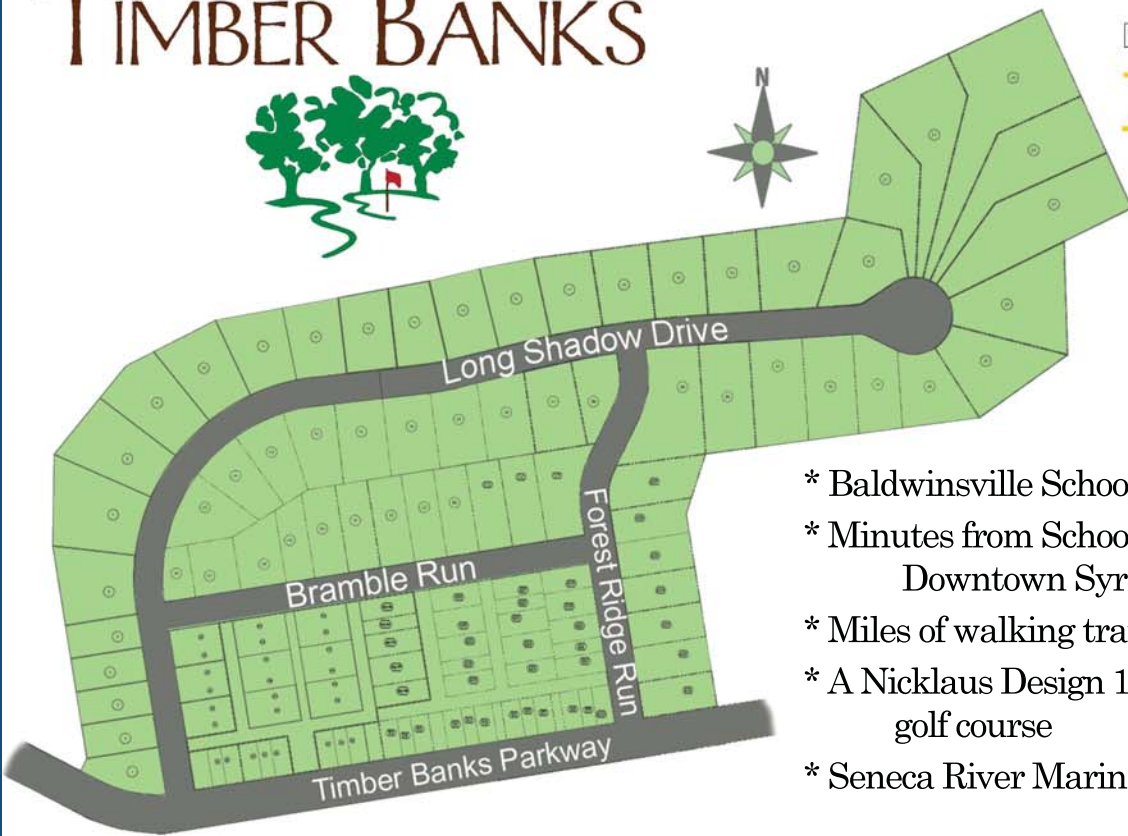 TIMBER BANKS
N
Long Shadow Drive
Bramble Run
Forest Ridge Run
Timber Banks Parkway
* Baldwinsville Schoo
* Minutes from Schoo
Downtown Syr
* Miles of walking tra
* A Nicklaus Design 1
golf course
* Seneca River Marin